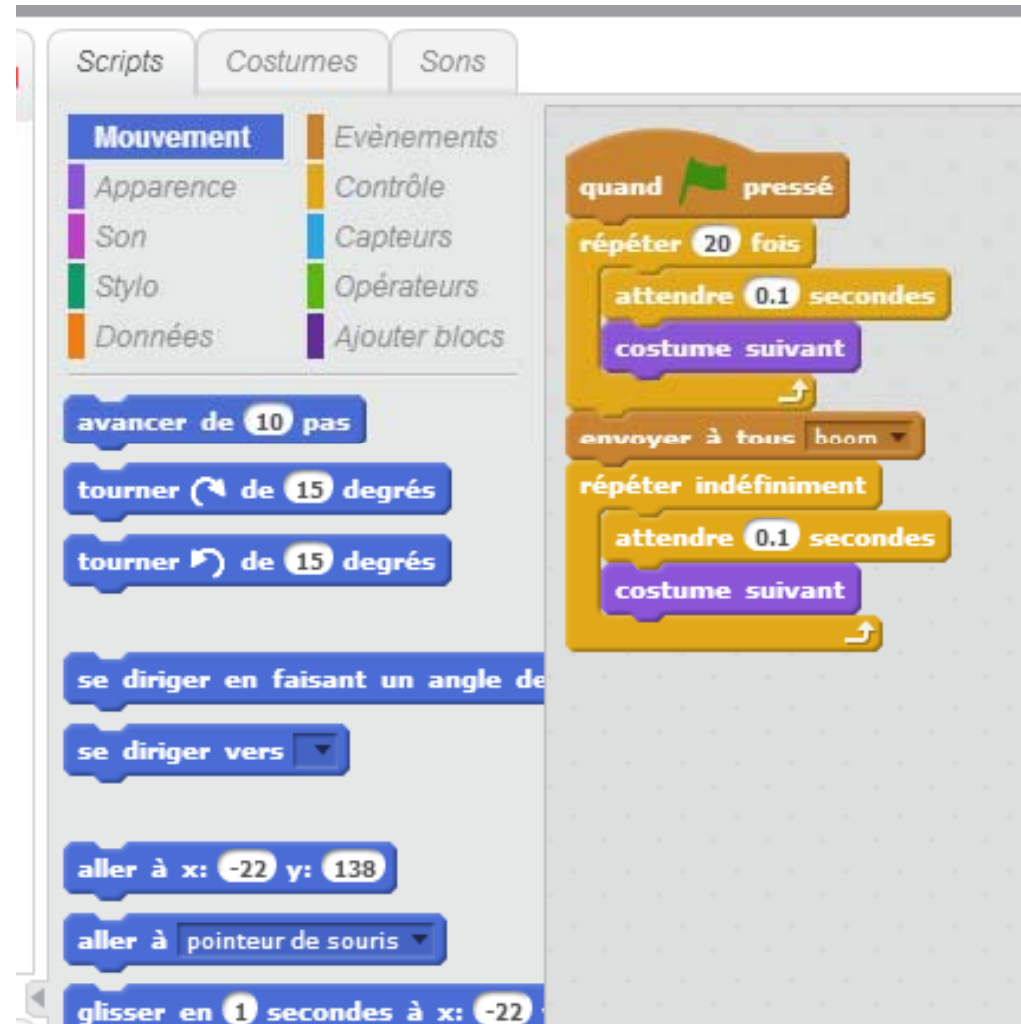 Scripts Costumes Sons
Mouvement Evènements
Apparence Contrôle
Son Capteurs
Stylo Opérateurs
Données Ajouter blocs
avancer de 10 pas
tourner de 15 degrés
tourner de 15 degrés
se diriger en faisant un angle de
se diriger vers
aller à x: -22 y: 138
aller à pointeur de souris
glisser en 1 secondes à x: -22
quand pressé
répéter 20 fois
attendre 0.1 secondes
costume suivant
envoyer à tous boom
répéter indéfiniment
attendre 0.1 secondes
costume suivant